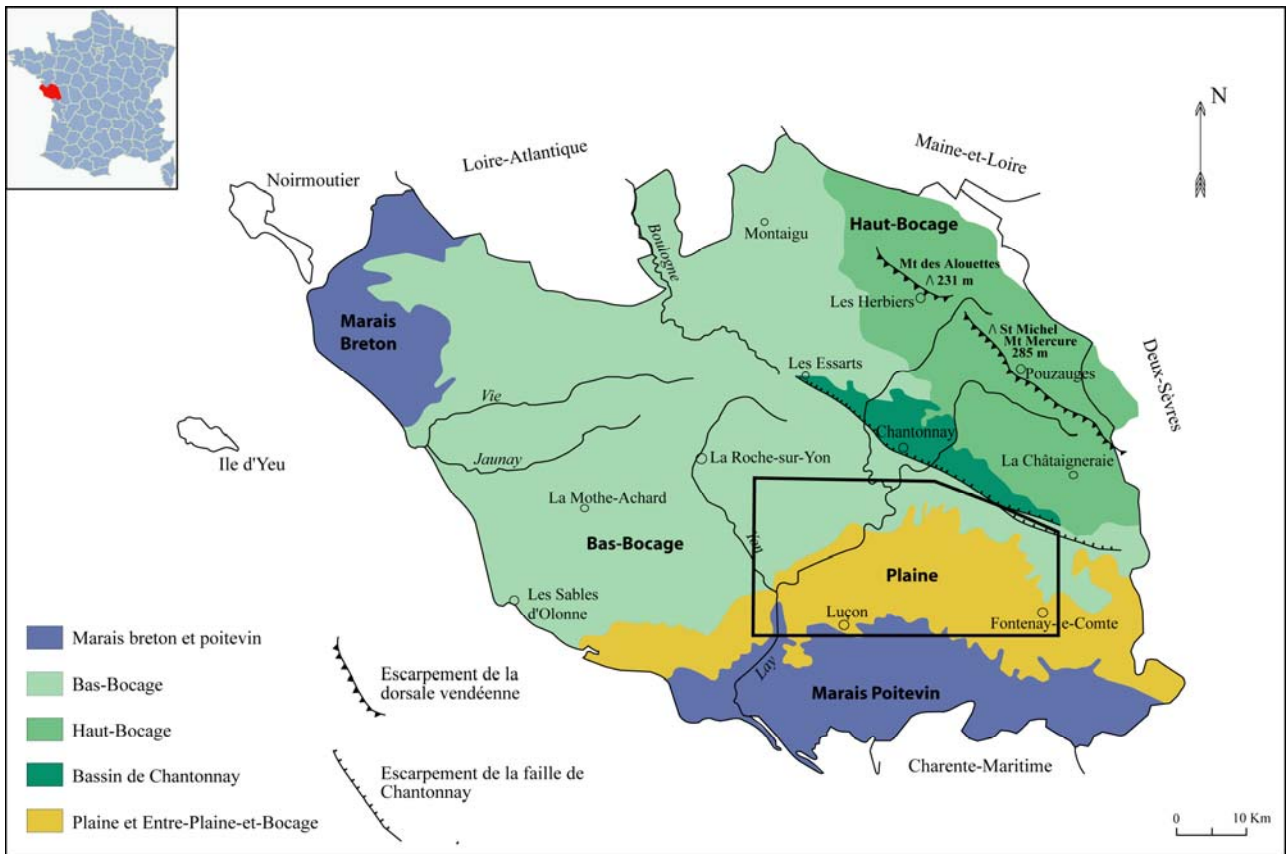 Loire-Atlantique
Maine-et-Loire
N
Noirmoutier
Boulogne
Montaigu
Haut-Bocage
Mt des Alouettes
231 m
Les Herbiers
Marais
Breton
St Michel
Mt Mercure
285 m
Pouzauges
Deux-Sèvres
Les Essarts
Vie
Jaunay
Chantonnay
La Châtaigneraie
Ile d'Yeu
La Roche-sur-Yon
La Mothe-Achard
Bas-Bocage
Yon
Plaine
Les Sables
d'Olonne
Luçon
Fontenay-le-Comte
Lay
Marais Poitevin
Charente-Maritime
Marais breton et poitevin
Bas-Bocage
Haut-Bocage
Bassin de Chantonnay
Plaine et Entre-Plaine-et-Bocage
Escarpement de la
dorsale vendéenne
Escarpement de la faille de
Chantonnay
0 10 Km